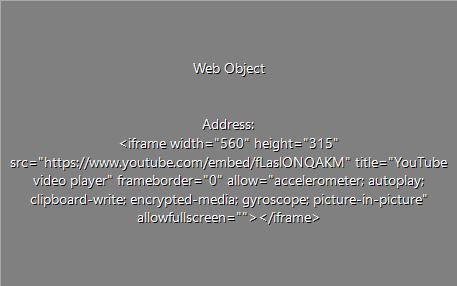 Web Object
Address:
<iframe width="560" height="315"
src="https://www.youtube.com/embed/fLaslONQAKM" title="YouTube
video player" frameborder="0" allow="accelerometer; autoplay;
clipboard-write; encrypted-media; gyroscope; picture-in-picture"
allowfullscreen=""></iframe>